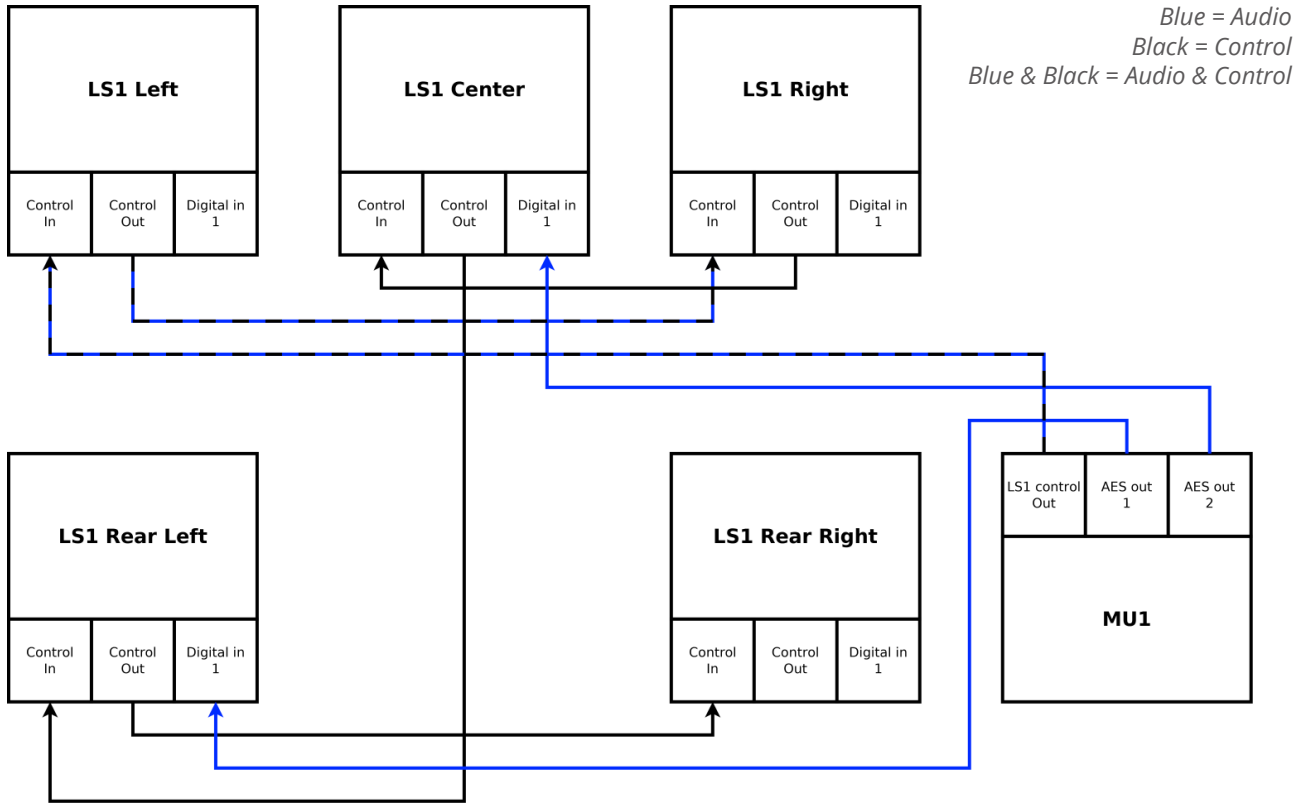 Blue = Audio
Black = Control
Blue & Black = Audio & Control
LS1 Left
Control
In
Control
Out
Digital in
1
LS1 Center
Control
In
Control
Out
Digital in
1
LS1 Right
Control
In
Control
Out
Digital in
1
LS1 Rear Left
Control
In
Control
Out
Digital in
1
LS1 Rear Right
Control
In
Control
Out
Digital in
1
LS1 control
Out
AES out
1
AES out
2
MU1